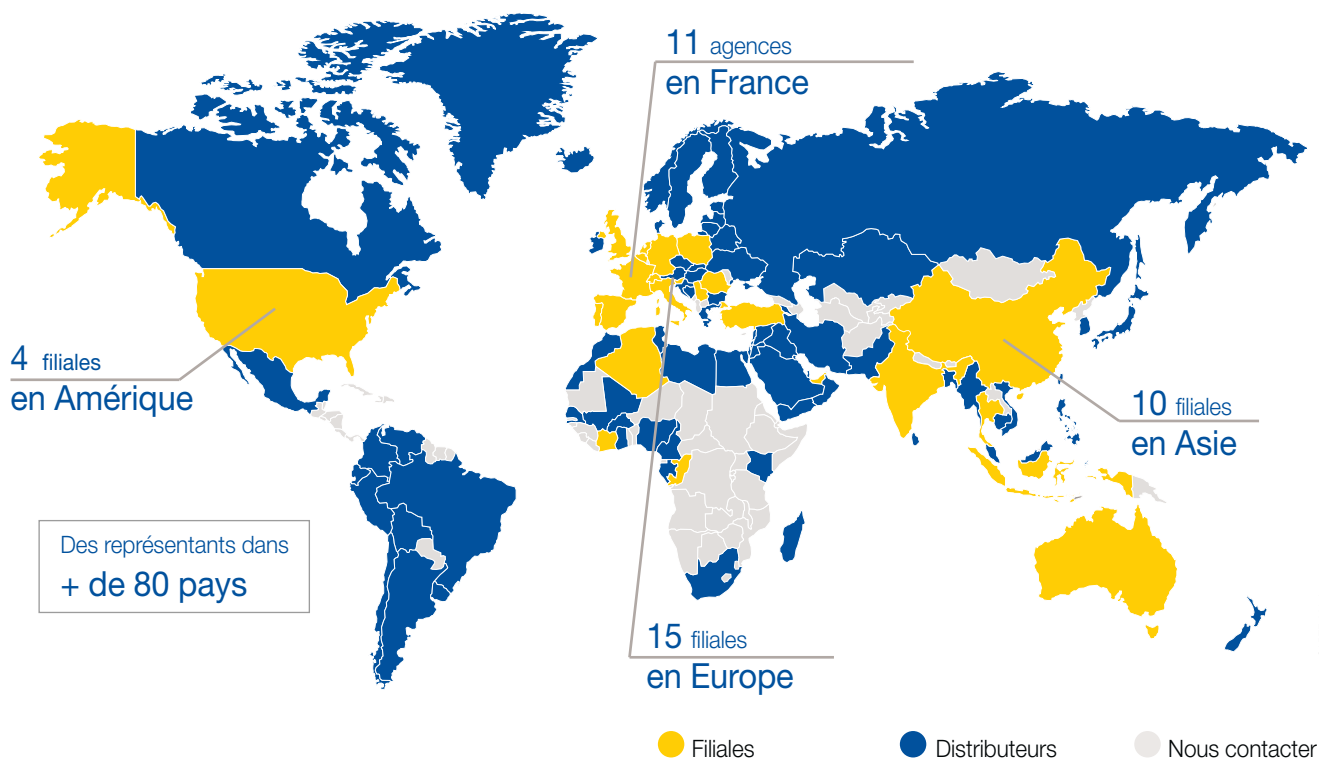 11 agences
en France
4 filiales
en Amérique
10 filiales
en Asie
Des représentants dans
+ de 80 pays
15 filiales
en Europe
Filiales
Distributeurs
Nous contacter